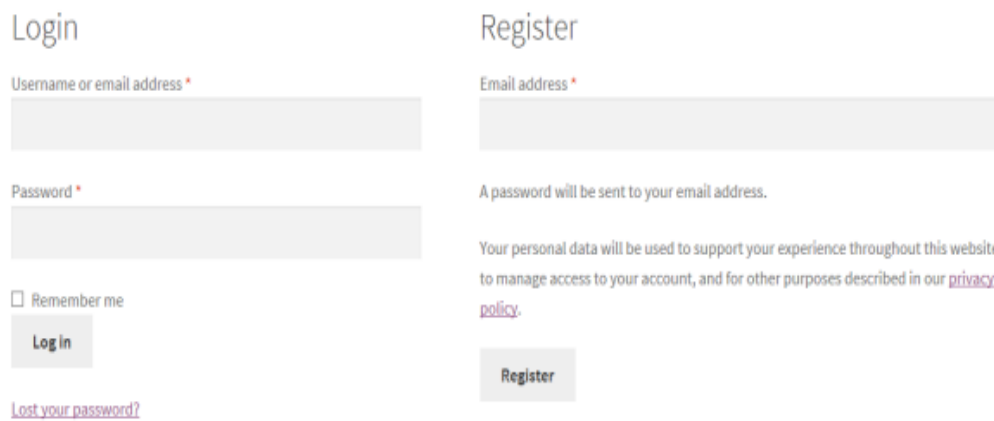 Login
Username or email address *
Password *
Remember me
Log in
Lost your password?
Register
Email address *
A password will be sent to your email address.
Your personal data will be used to support your experience throughout this website
to manage access to your account, and for other purposes described in our privacy
policy.
Register